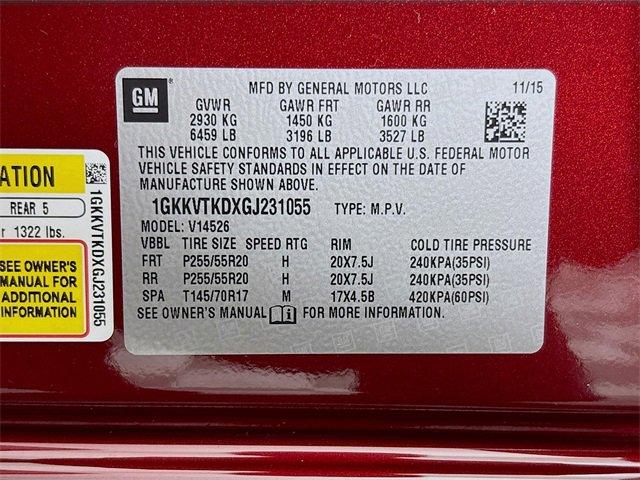 GM
MFD BY GENERAL MOTORS LLC 11/15
GVWR GAWR FRT GAWR RR
2930 KG 1450 KG 1600 KG
6459 LB 3196 LB 3527 LB
THIS VEHICLE CONFORMS TO ALL APPLICABLE U.S. FEDERAL MOTOR
VEHICLE SAFETY STANDARDS IN EFFECT ON THE DATE OF
MANUFACTURE SHOWN ABOVE.
1GKKVTKDXGJ231055 TYPE: M.P.V.
MODEL: V14526
VBBL TIRE SIZE SPEED RTG RIM COLD TIRE PRESSURE
FRT P255/55R20 H 20X7.5J 240KPA(35PSI)
RR P255/55R20 H 20X7.5J 240KPA(35PSI)
SPA T145/70R17 M 17X4.5B 420KPA(60PSI)
SEE OWNER'S MANUAL FOR MORE INFORMATION.
ATION
REAR 5
r 1322 lbs.
SEE OWNER'S
MANUAL FOR
ADDITIONAL
INFORMATION
1GKKVTKDXGJ231055